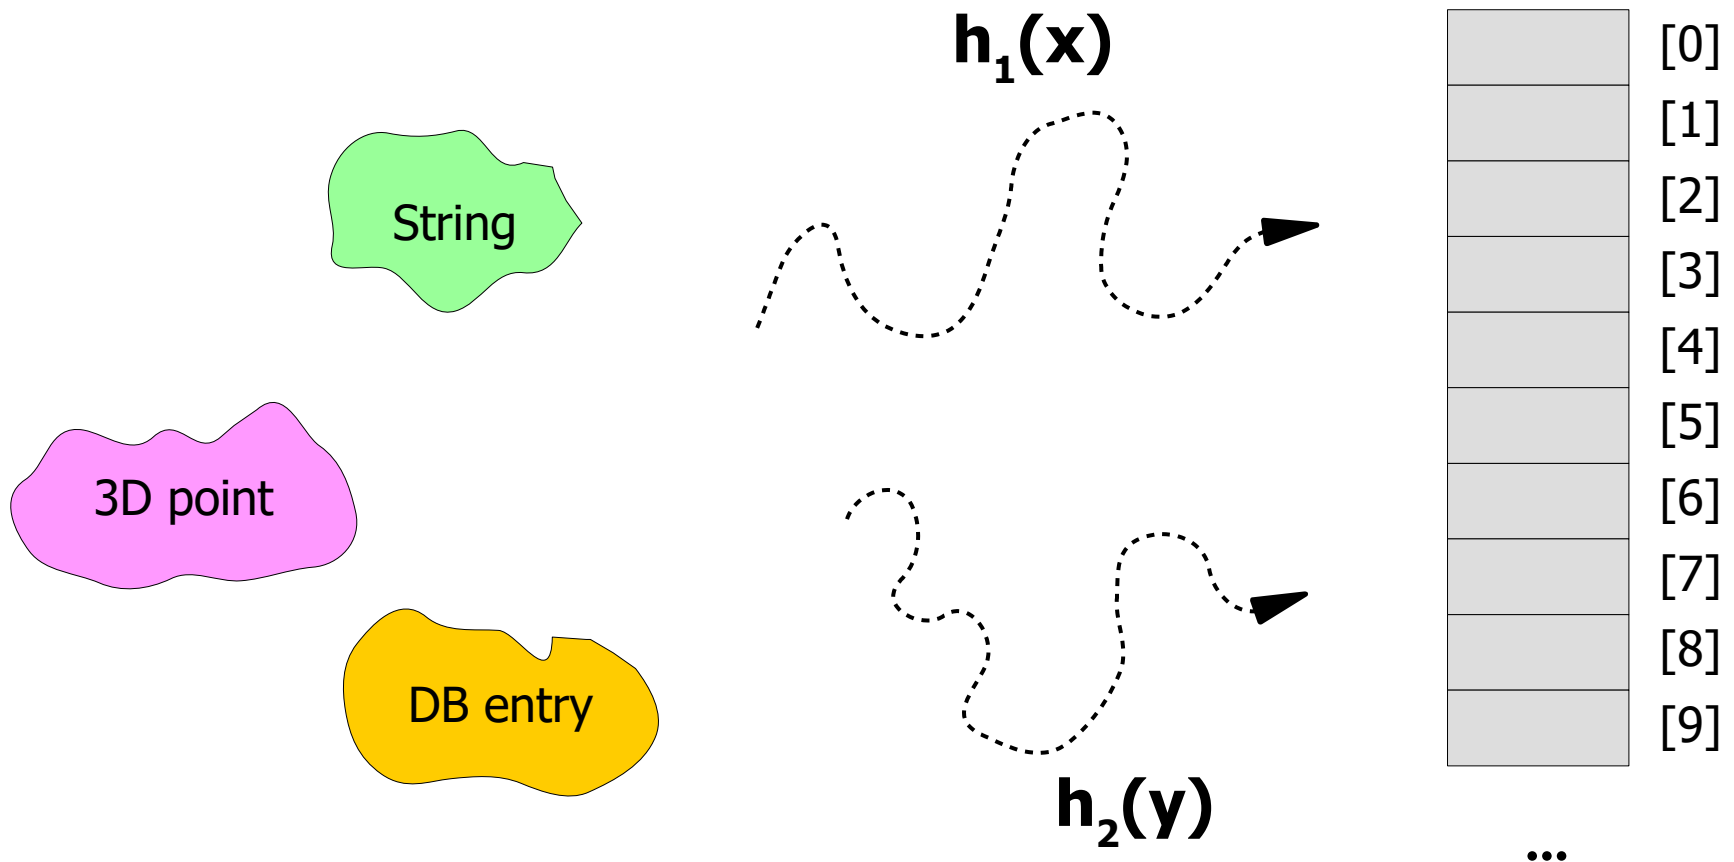 h₁(x)
String
3D point
DB entry
h₂(y)
[0]
[1]
[2]
[3]
[4]
[5]
[6]
[7]
[8]
[9]
...